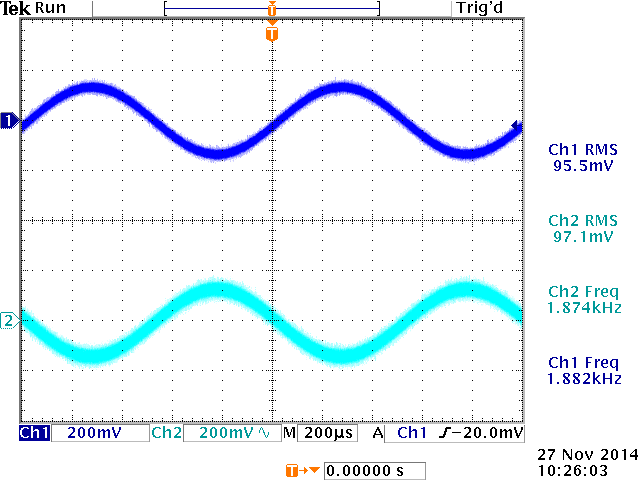 Tek Run Trig'd
T
T
1
Ch1 RMS
95.5mV
Ch2 RMS
97.1mV
Ch2 Freq
1.874kHz
2
Ch1 Freq
1.882kHz
Ch1 200mV Ch2 200mV M 200µs A Ch1 -20.0mV
27 Nov 2014
T 0.00000 s 10:26:03